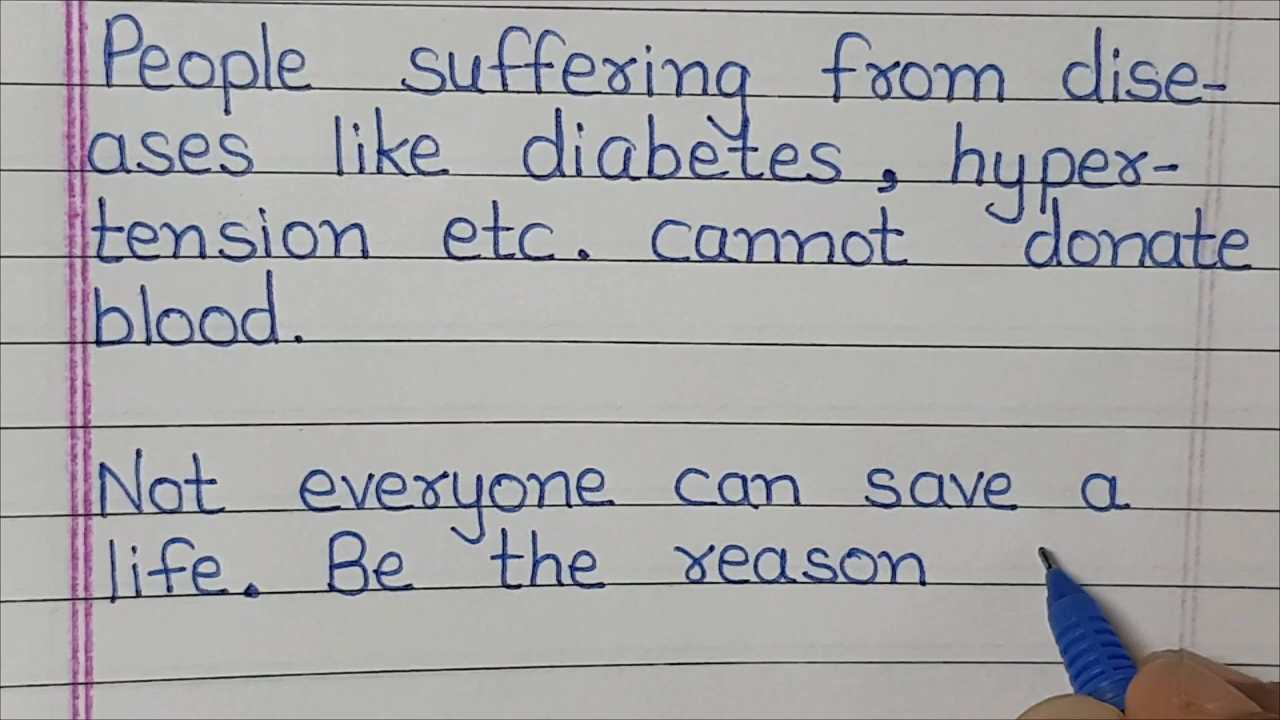 People suffering from dise-
ases like diabetes, hyper-
tension etc. cannot donate
blood.
Not everyone can save a
life. Be the reason